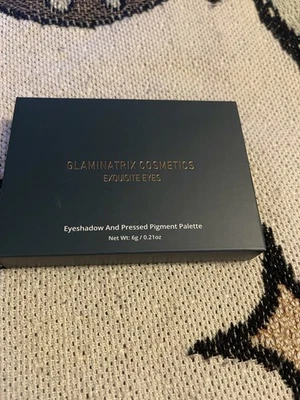 GLAMINATRIX COSMETICS
EXQUISITE EYES
Eyeshadow And Pressed Pigment Palette
Net Wt: 6g / 0.21oz